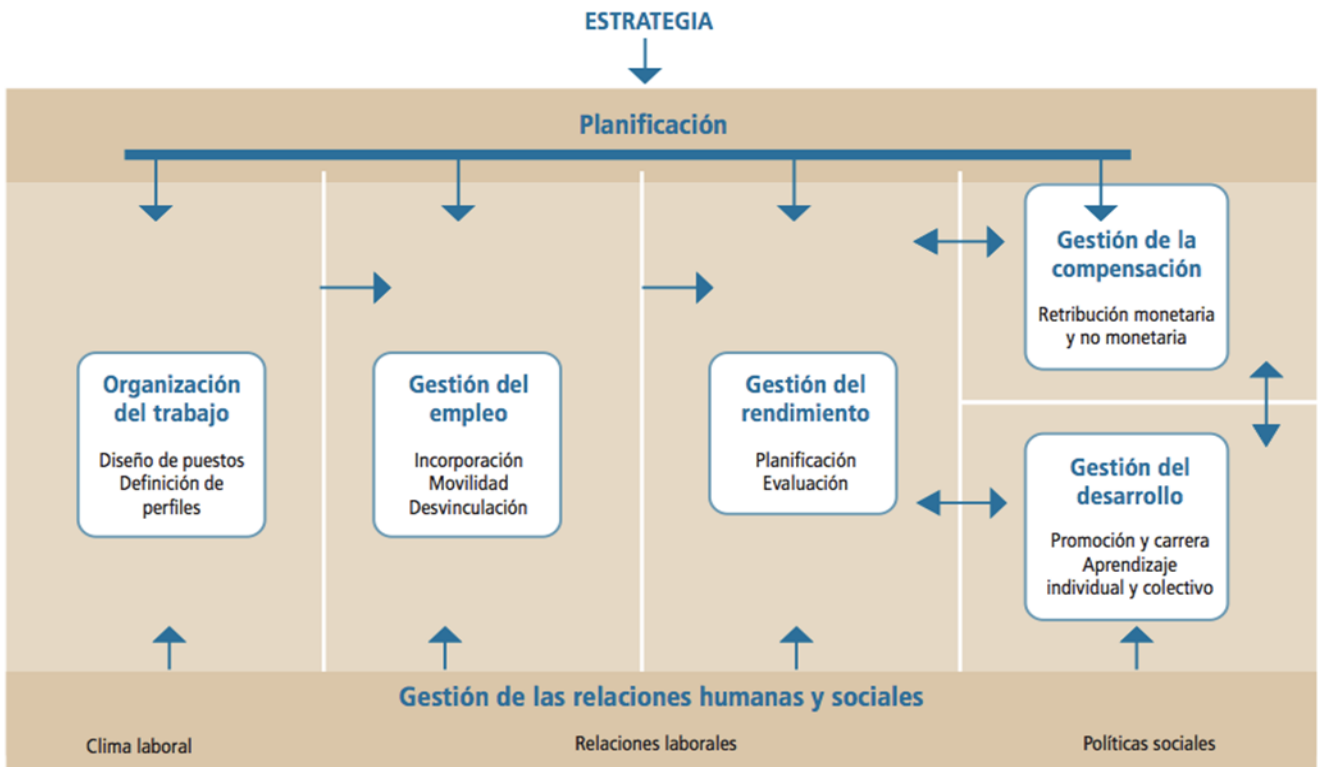 ESTRATEGIA
Planificación
Organización
del trabajo
Diseño de puestos
Definición de
perfiles
Gestión del
empleo
Incorporación
Movilidad
Desvinculación
Gestión del
rendimiento
Planificación
Evaluación
Gestión de la
compensación
Retribución monetaria
y no monetaria
Gestión del
desarrollo
Promoción y carrera
Aprendizaje
individual y colectivo
Gestión de las relaciones humanas y sociales
Clima laboral
Relaciones laborales
Políticas sociales